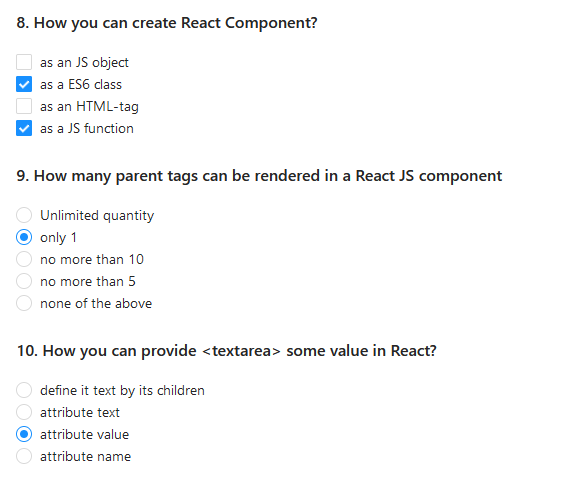 8. How you can create React Component?
as an JS object
as a ES6 class
as an HTML-tag
as a JS function
9. How many parent tags can be rendered in a React JS component
Unlimited quantity
only 1
no more than 10
no more than 5
none of the above
10. How you can provide <textarea> some value in React?
define it text by its children
attribute text
attribute value
attribute name